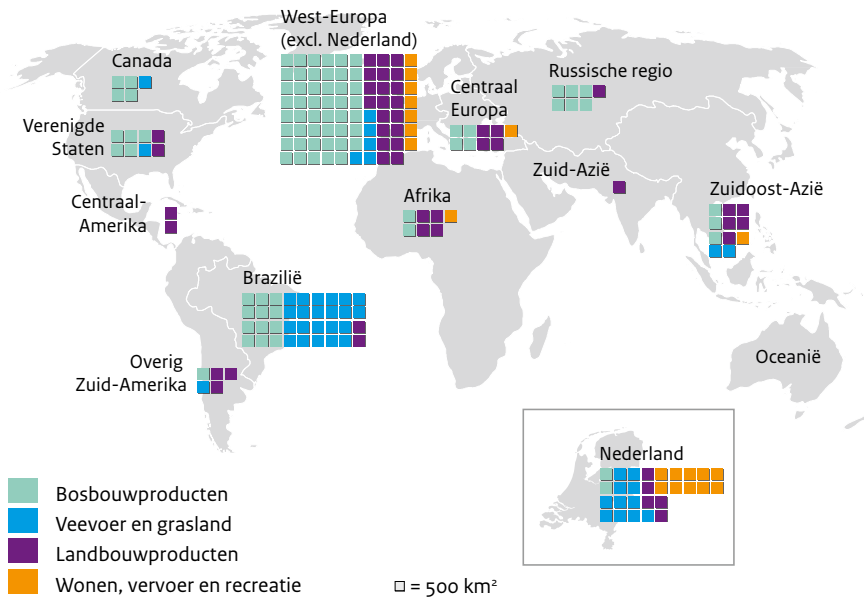 West-Europa
(excl. Nederland)
Canada
Centraal
Europa
Russische regio
Verenigde
Staten
Zuid-Azië
Zuidoost-Azië
Centraal-
Amerika
Afrika
Brazilië
Overig
Zuid-Amerika
Oceanië
Nederland
Bosbouwproducten
Veevoer en grasland
Landbouwproducten
Wonen, vervoer en recreatie
= 500 km²